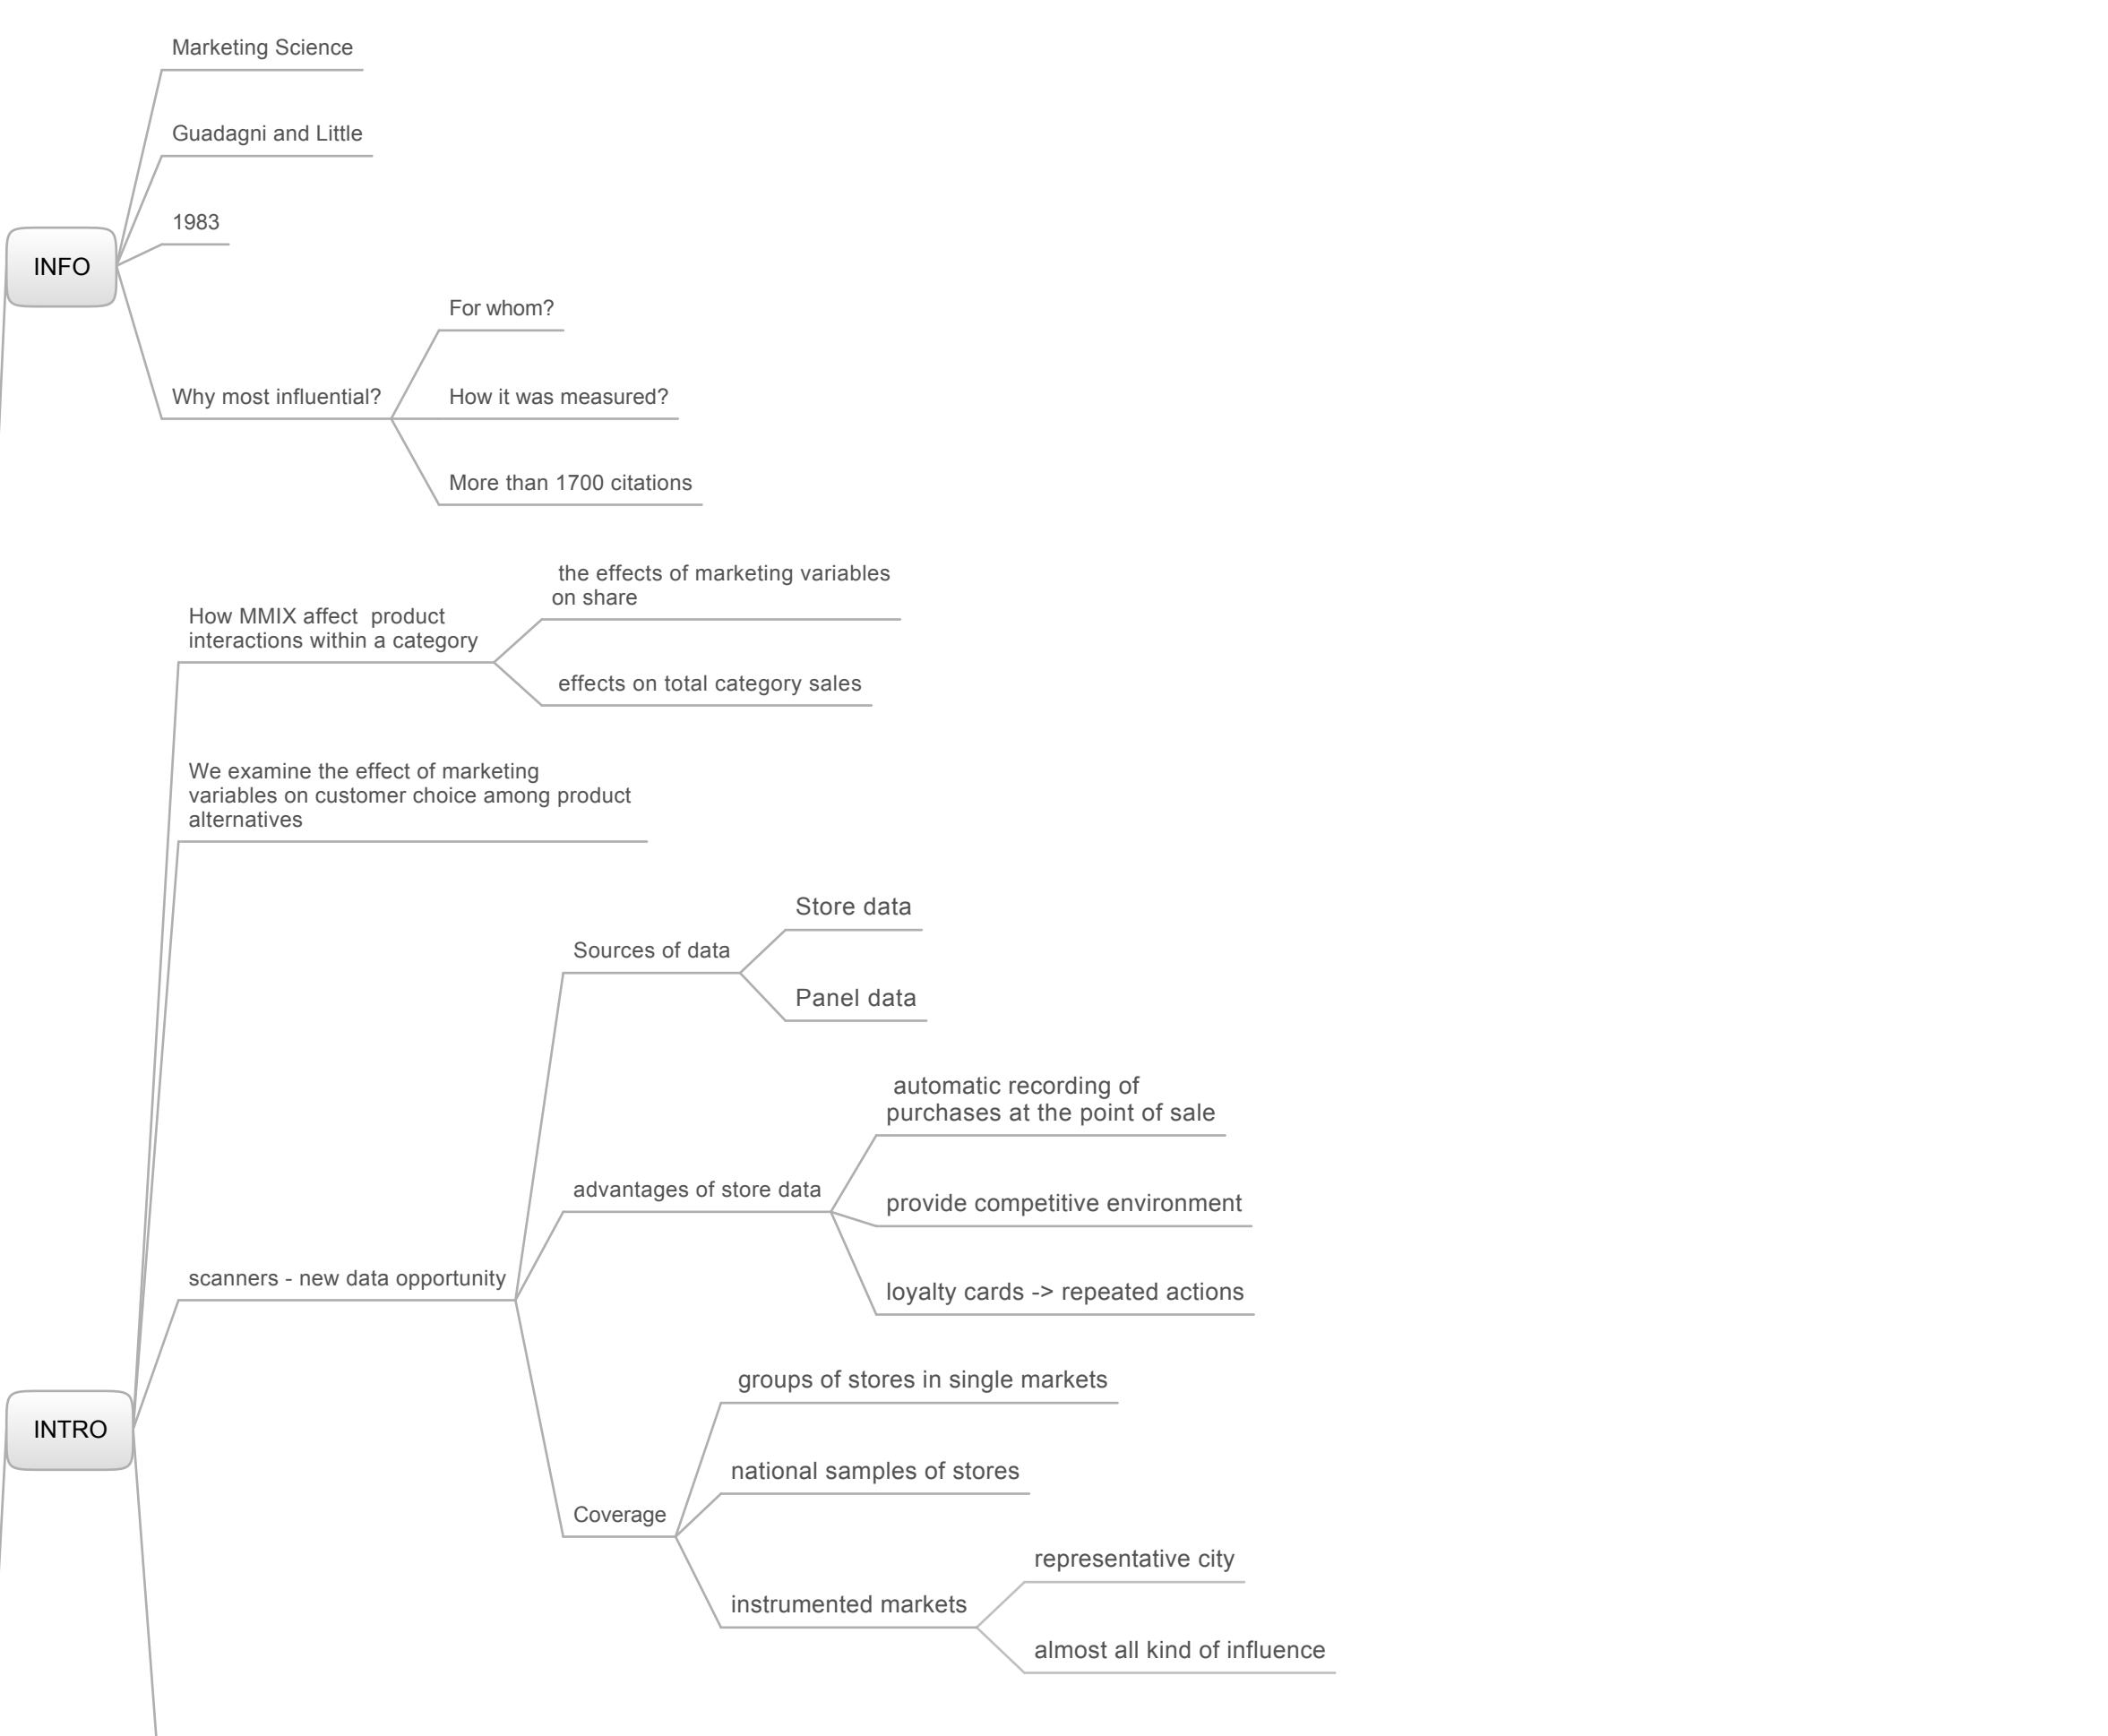 Marketing Science
Guadagni and Little
1983
INFO
For whom?
Why most influential?
How it was measured?
More than 1700 citations
the effects of marketing variables
on share
How MMIX affect  product
interactions within a category
effects on total category sales
We examine the effect of marketing
variables on customer choice among product
alternatives
Store data
Sources of data
Panel data
automatic recording of
purchases at the point of sale
advantages of store data
provide competitive environment
scanners - new data opportunity
loyalty cards -> repeated actions
groups of stores in single markets
INTRO
national samples of stores
Coverage
representative city
instrumented markets
almost all kind of influence